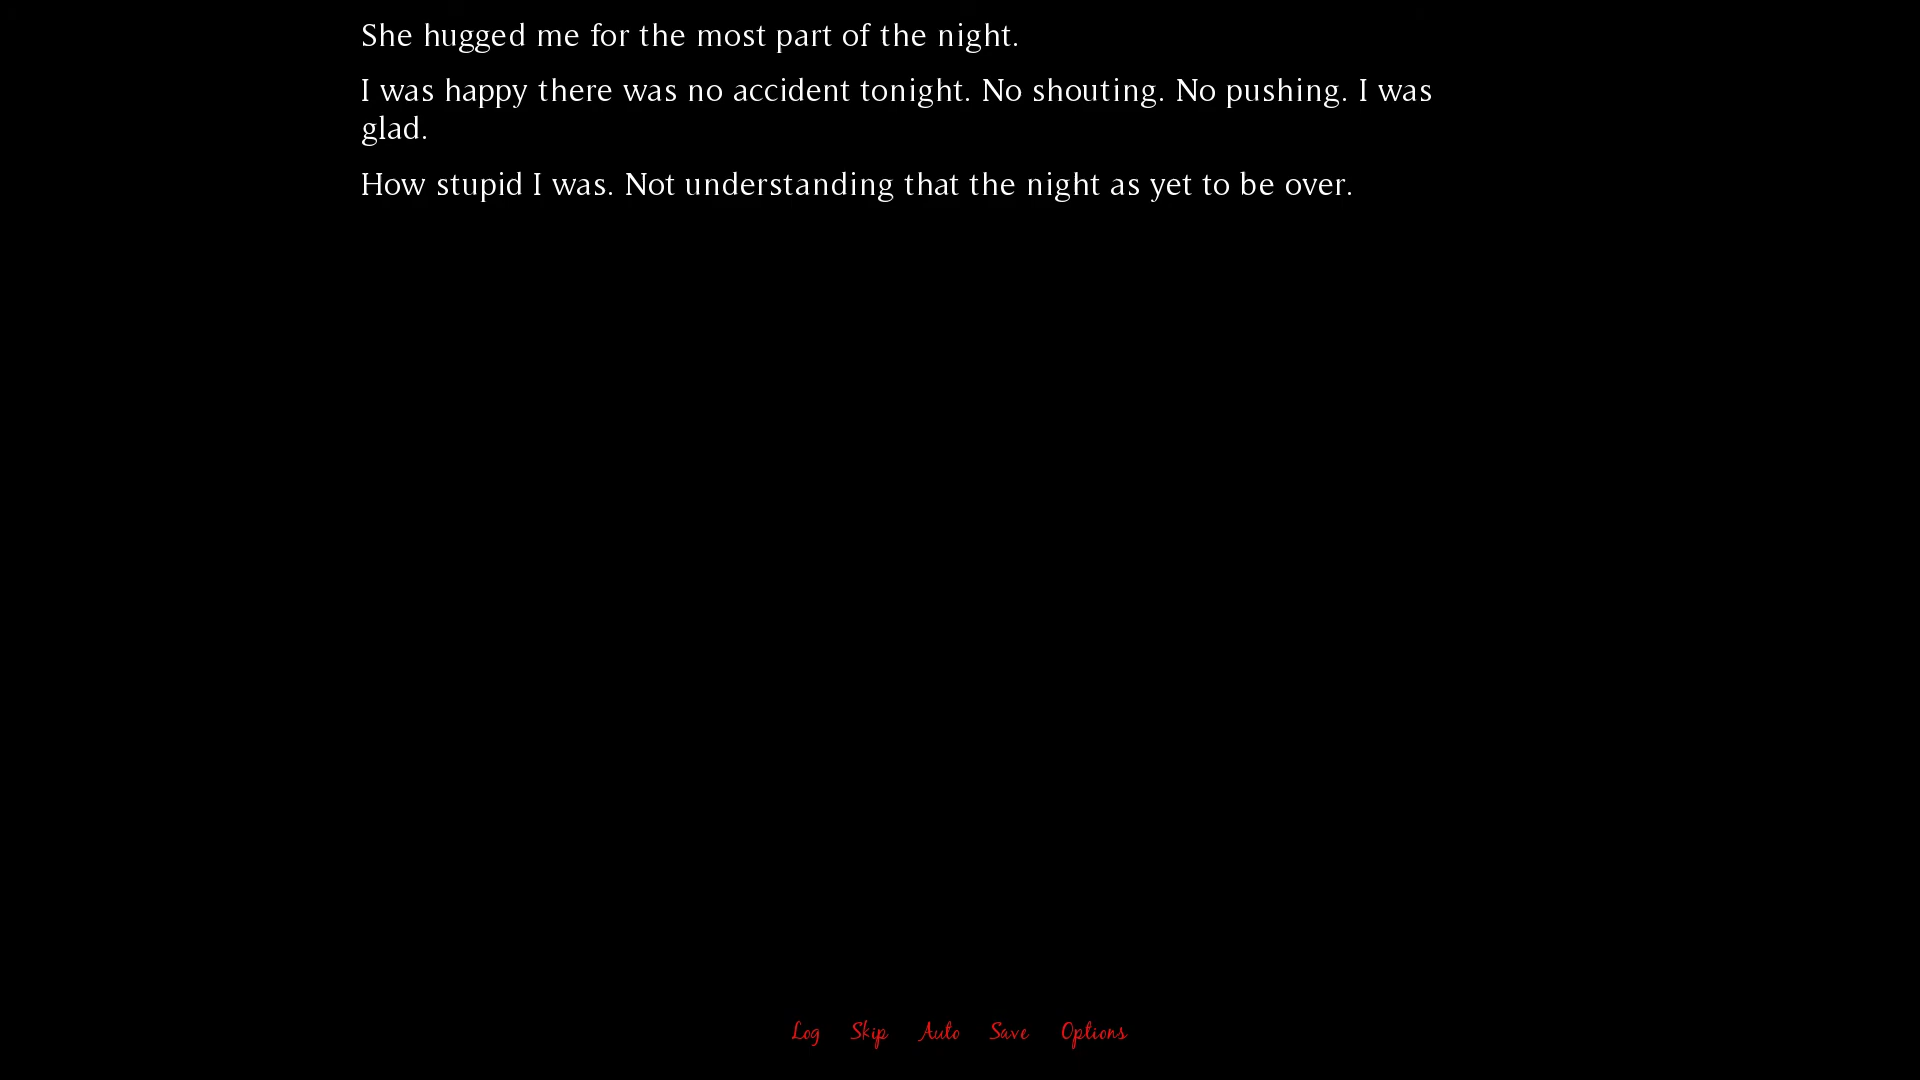 She hugged me for the most part of the night.
I was happy there was no accident tonight. No shouting. No pushing. I was
glad.
How stupid I was. Not understanding that the night as yet to be over.
Log Skip Auto Save Options